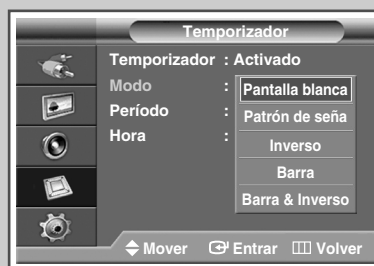 Temporizador
Temporizador : Activado
Modo :
Período :
Hora :
Pantalla blanca
Patrón de seña
Inverso
Barra
Barra & Inverso
Mover Entrar Volver